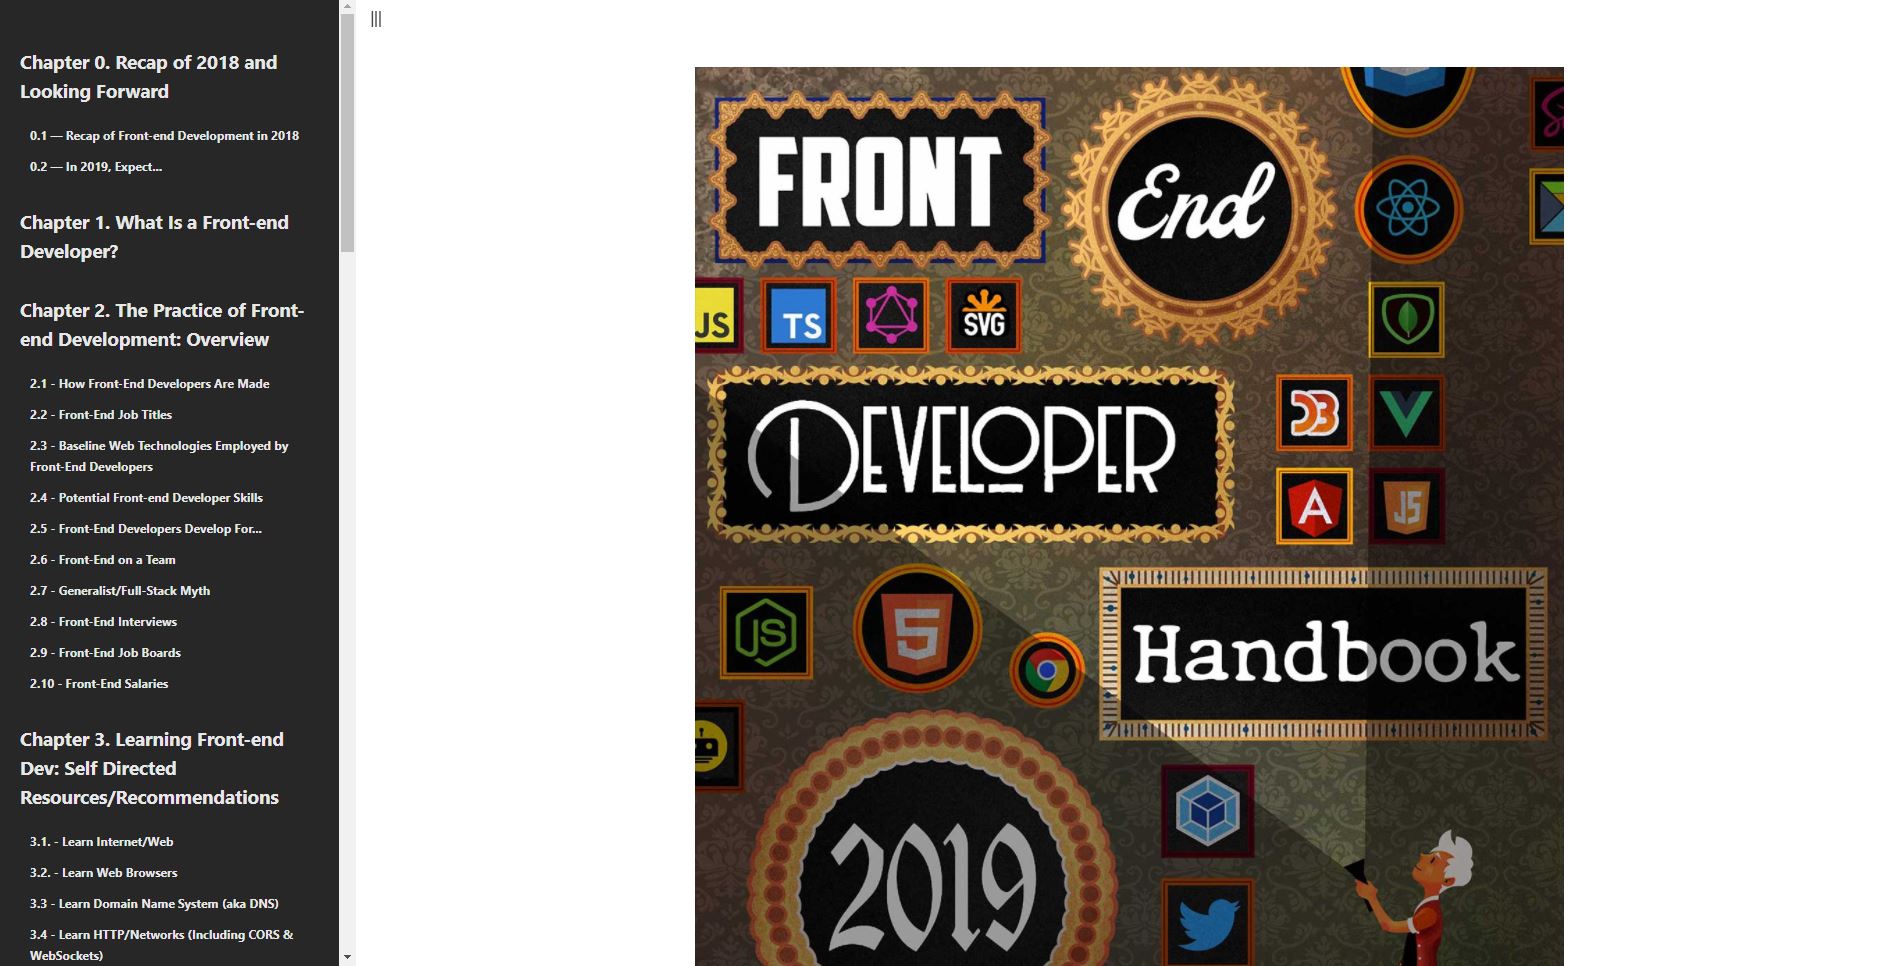 Chapter 0. Recap of 2018 and
Looking Forward
0.1 — Recap of Front-end Development in 2018
0.2 — In 2019, Expect...
Chapter 1. What Is a Front-end
Developer?
Chapter 2. The Practice of Front-
end Development: Overview
2.1 - How Front-End Developers Are Made
2.2 - Front-End Job Titles
2.3 - Baseline Web Technologies Employed by
Front-End Developers
2.4 - Potential Front-end Developer Skills
2.5 - Front-End Developers Develop For...
2.6 - Front-End on a Team
2.7 - Generalist/Full-Stack Myth
2.8 - Front-End Interviews
2.9 - Front-End Job Boards
2.10 - Front-End Salaries
Chapter 3. Learning Front-end
Dev: Self Directed
Resources/Recommendations
3.1. - Learn Internet/Web
3.2. - Learn Web Browsers
3.3 - Learn Domain Name System (aka DNS)
3.4 - Learn HTTP/Networks (Including CORS &
WebSockets)
FRONT
End
JS
TS
SVG
DEVELOPER
D3
A
JS
JS
5
Handbook
2019